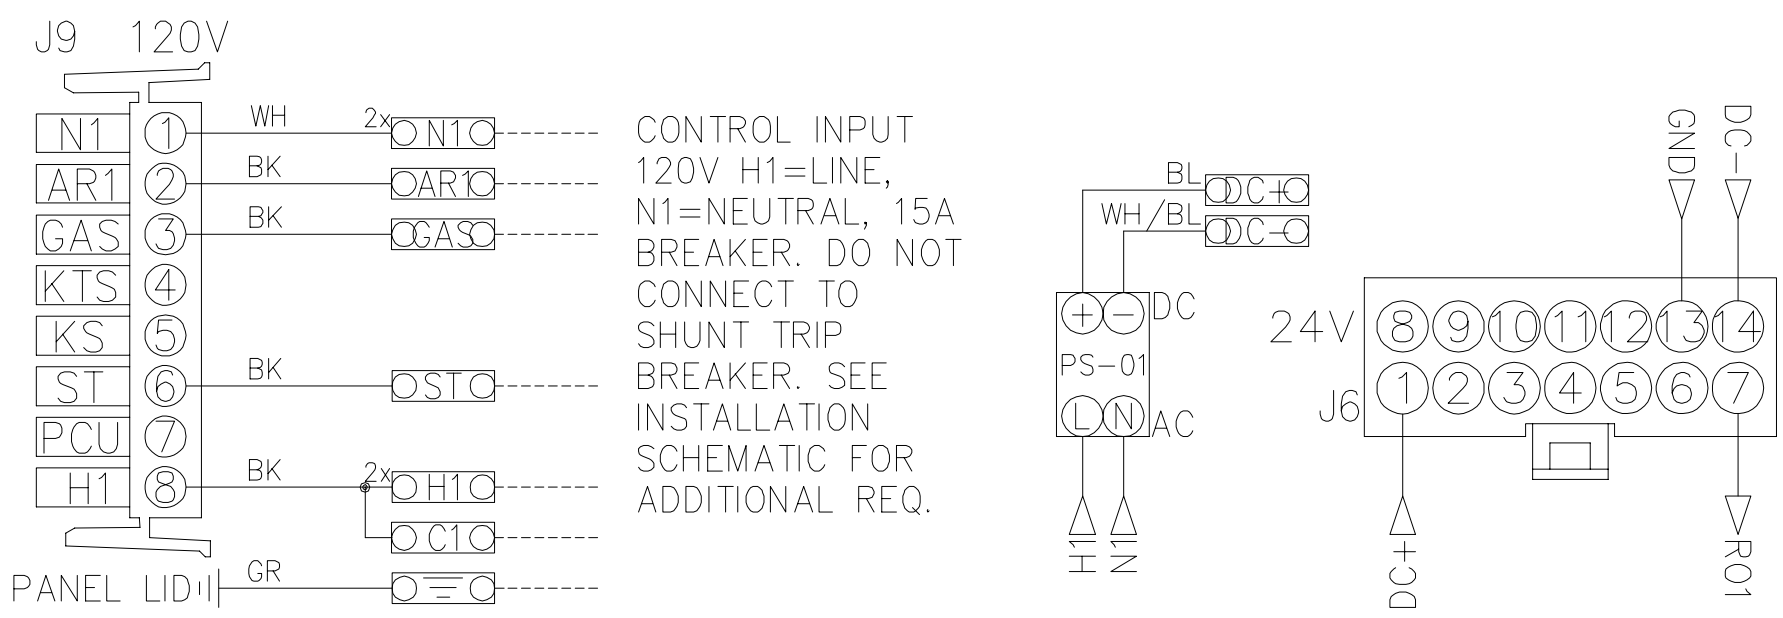 J9 120V
N1 1 WH 2x N1
AR1 2 BK AR1
GAS 3 BK GAS
KTS 4
KS 5
ST 6 BK ST
PCU 7
H1 8 BK 2x H1
C1
PANEL LID GR
CONTROL INPUT
120V H1=LINE,
N1=NEUTRAL, 15A
BREAKER. DO NOT
CONNECT TO
SHUNT TRIP
BREAKER. SEE
INSTALLATION
SCHEMATIC FOR
ADDITIONAL REQ.
BL DC+
WH/BL DC-
+ - DC
PS-01
L N AC
H1 N1
GND DC-
24V 8 9 10 11 12 13 14
J6 1 2 3 4 5 6 7
DC+ RO1